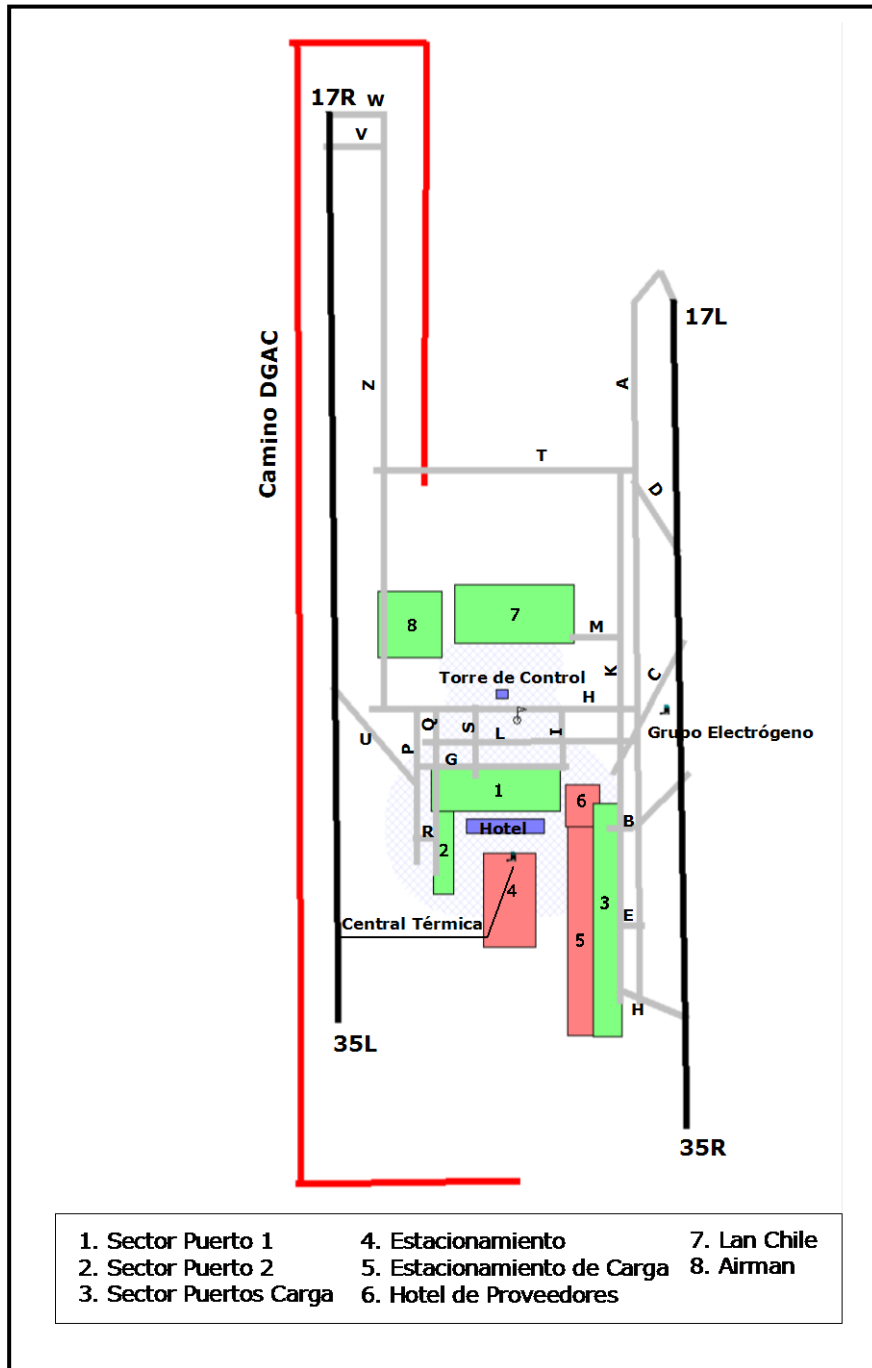 17R W
V
17L
Camino DGAC
Z
A
T
D
8
7
M
K
C
Torre de Control
H
Grupo Electrógeno
U
P
Q
S
L
I
G
1
6
Hotel
R
2
B
4
3
E
Central Térmica
5
H
35L
35R
1. Sector Puerto 1
2. Sector Puerto 2
3. Sector Puertos Carga
4. Estacionamiento
5. Estacionamiento de Carga
6. Hotel de Proveedores
7. Lan Chile
8. Airman